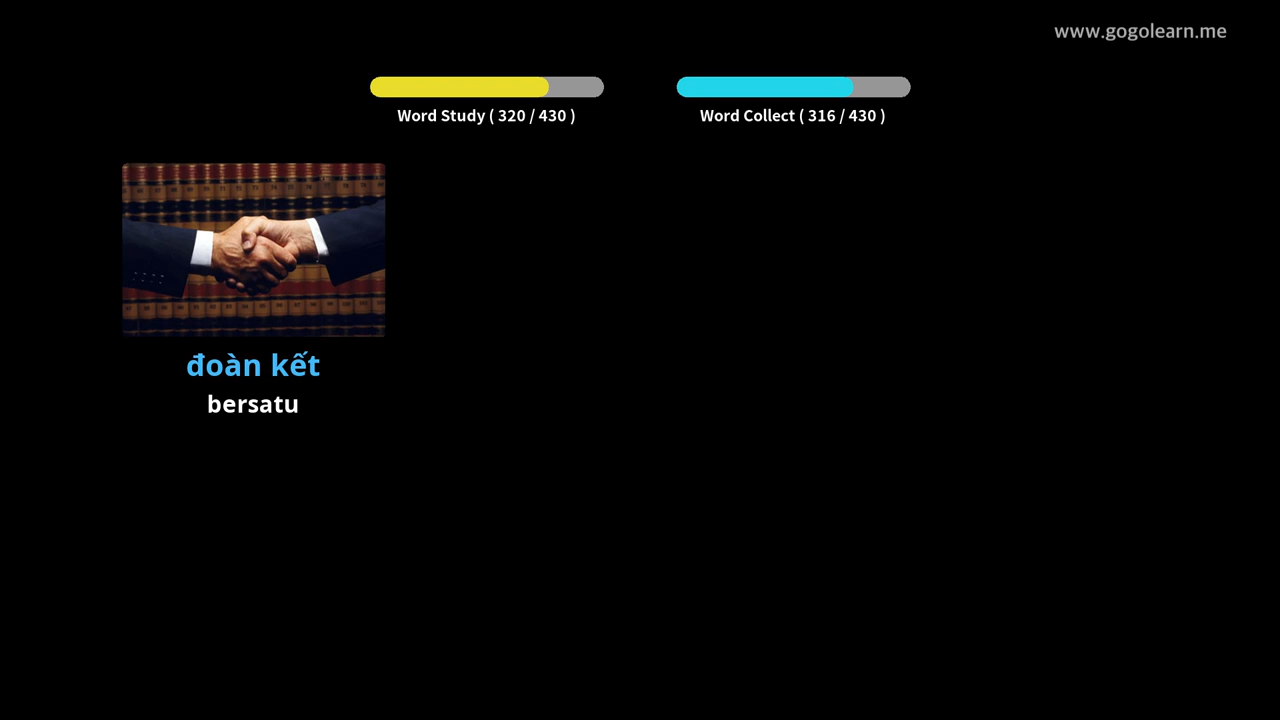 www.gogolearn.me
Word Study ( 320 / 430 )
Word Collect ( 316 / 430 )
đoàn kết
bersatu